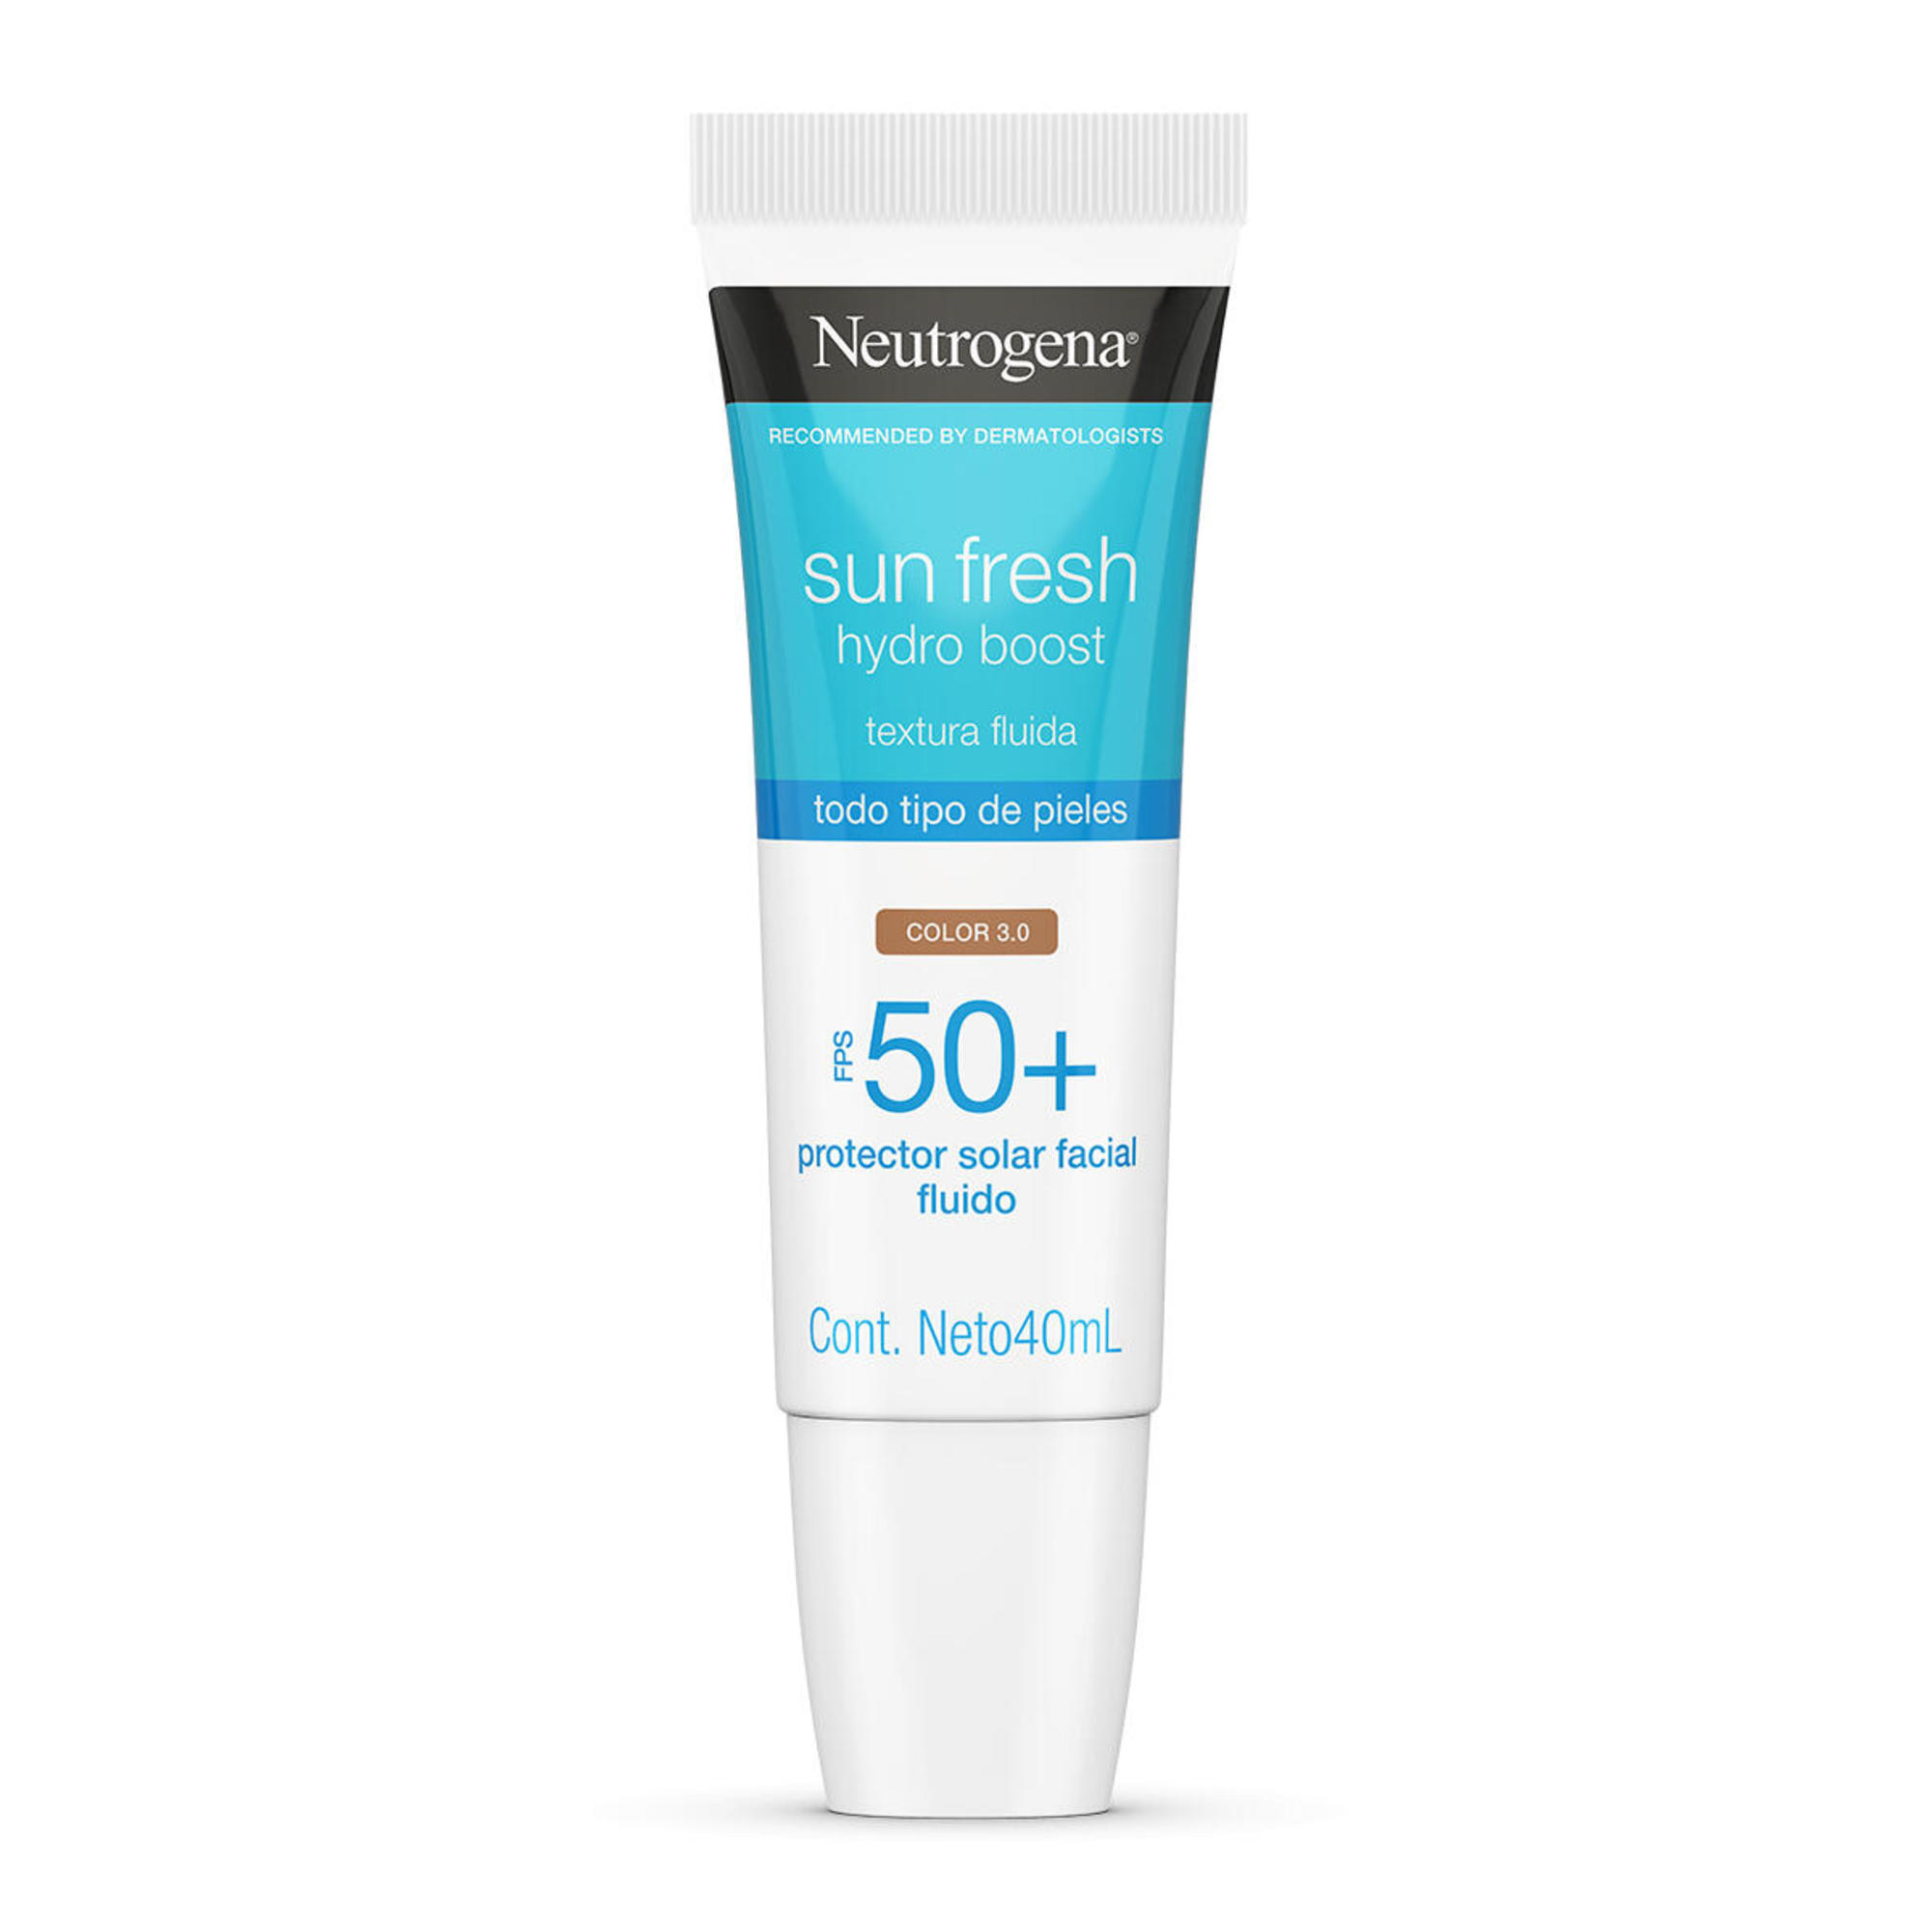 Neutrogena®
RECOMMENDED BY DERMATOLOGISTS
sun fresh
hydro boost
textura fluida
todo tipo de pieles
COLOR 3.0
FPS 50+
protector solar facial
fluido
Cont. Neto40mL